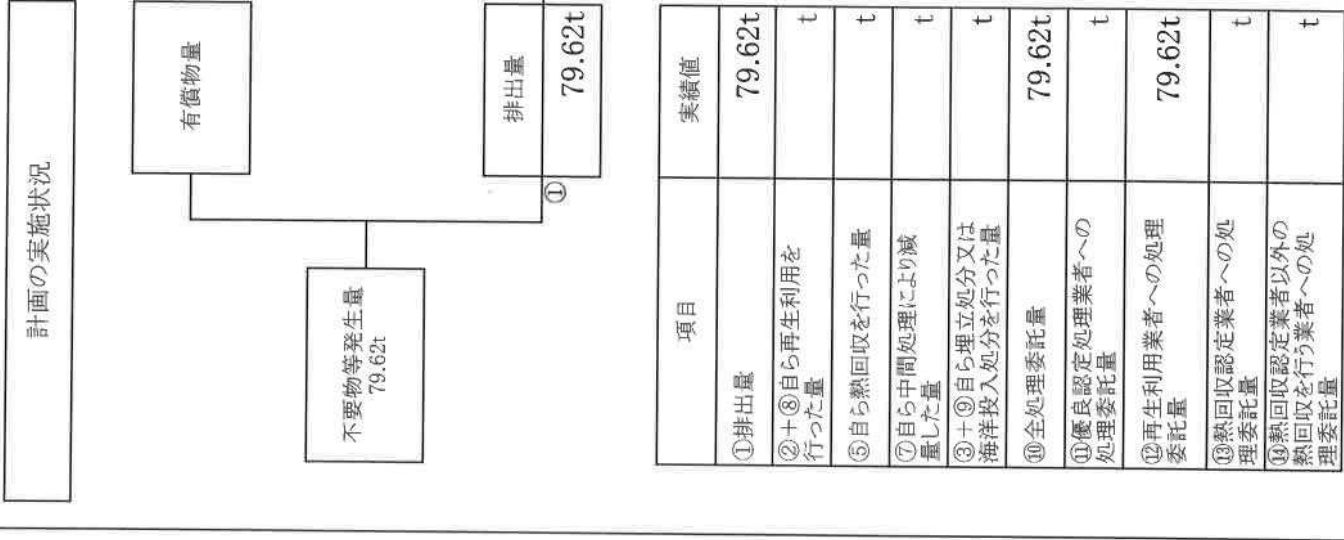 計画の実施状況
有償物量
不要物等発生量
79.62t
排出量
①
79.62t
項目
実績値
①排出量
79.62t
②+⑧自ら再生利用を
行った量
t
⑤自ら熱回収を行った量
t
⑦自ら中間処理により減
量した量
t
③+⑨自ら埋立処分又は
海洋投入処分を行った量
t
⑩全処理委託量
79.62t
⑪優良認定処理業者への
処理委託量
t
⑫再生利用業者への処理
委託量
79.62t
⑬熱回収認定業者への処
理委託量
t
⑭熱回収認定業者以外の
熱回収を行う業者への処
理委託量
t